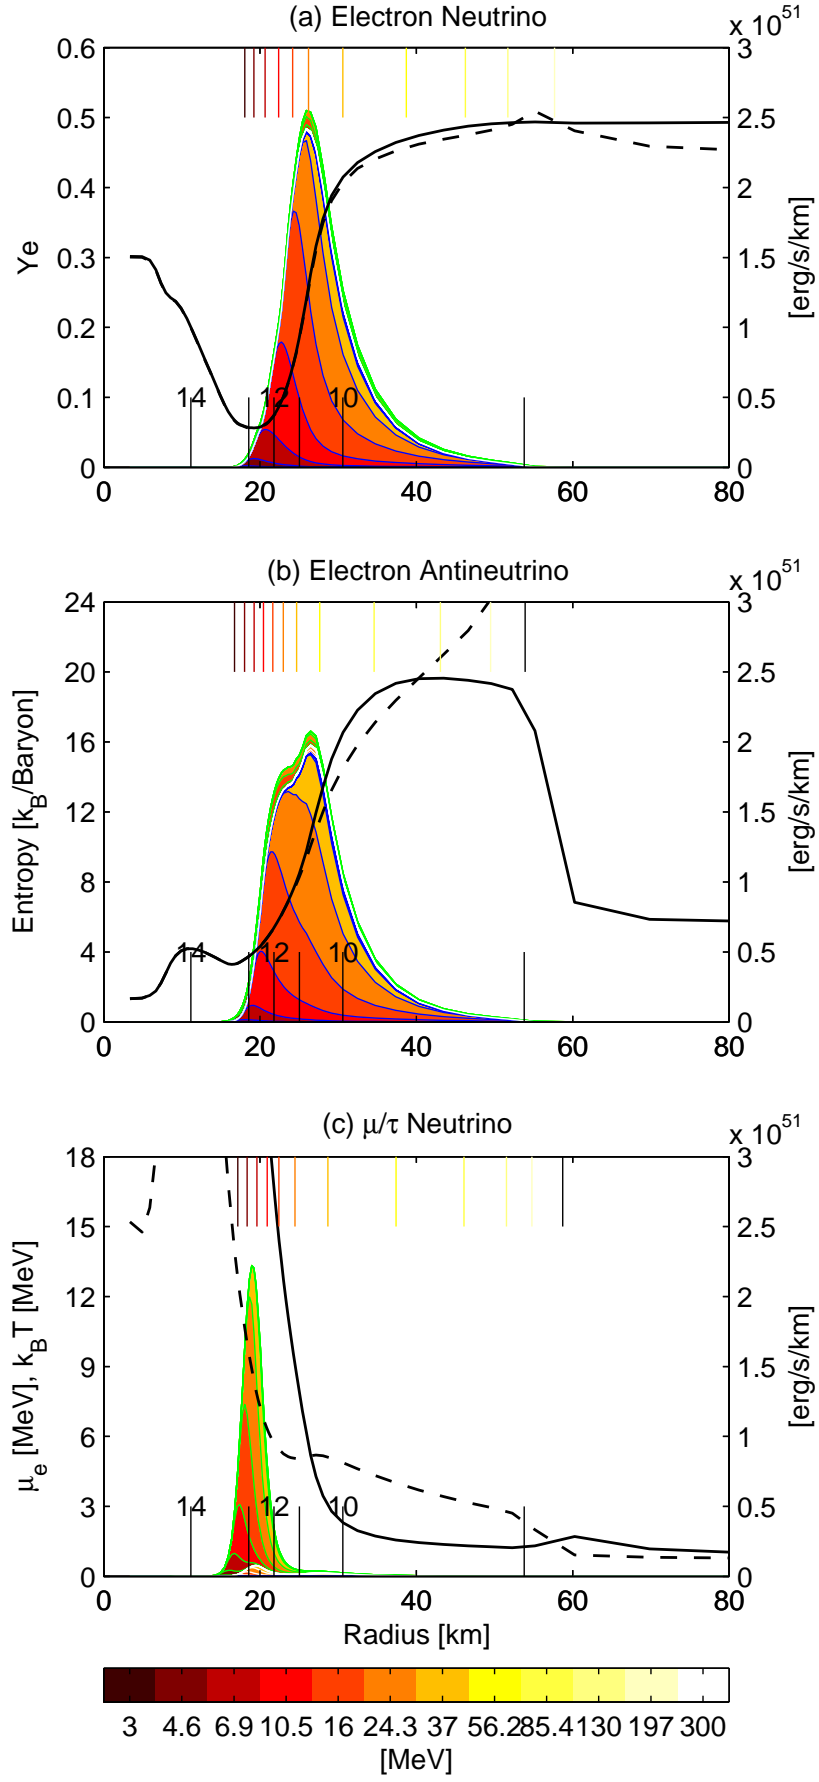 (a) Electron Neutrino
x 10^51
0.6
0.5
0.4
0.3
0.2
0.1
0
Ye
14
12
10
3
2.5
2
1.5
1
0.5
0
[erg/s/km]
0 20 40 60 80
(b) Electron Antineutrino
x 10^51
24
20
16
12
8
4
0
Entropy [k_B/Baryon]
14
12
10
3
2.5
2
1.5
1
0.5
0
[erg/s/km]
0 20 40 60 80
(c) μ/τ Neutrino
x 10^51
18
15
12
9
6
3
0
μ_e [MeV], k_BT [MeV]
14
12
10
3
2.5
2
1.5
1
0.5
0
[erg/s/km]
0 20 40 60 80
Radius [km]
3 4.6 6.9 10.5 16 24.3 37 56.2 85.4 130 197 300
[MeV]